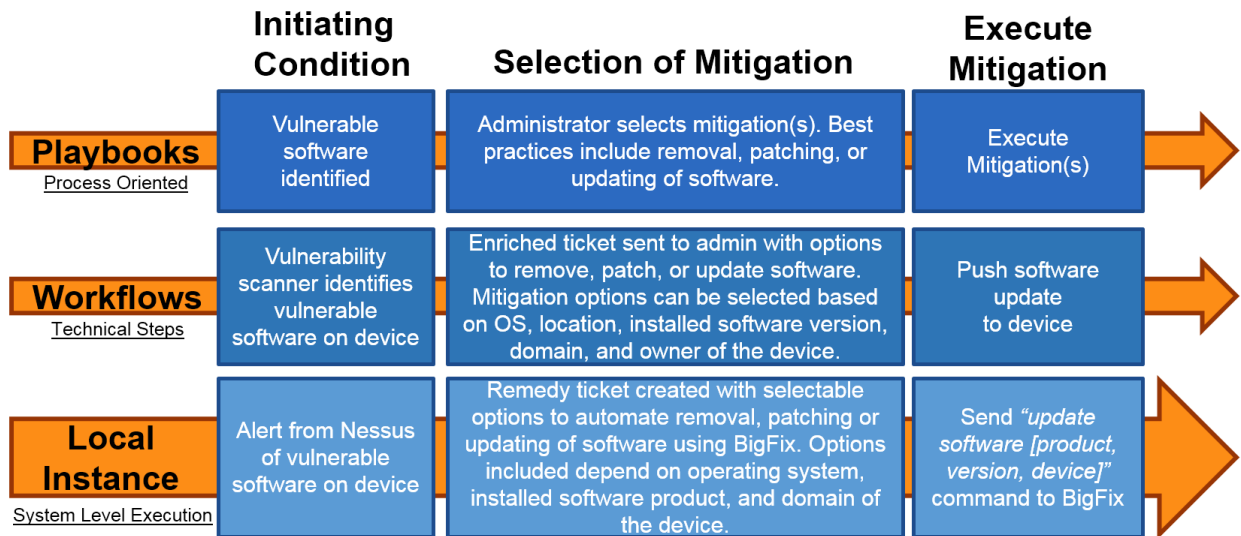 Initiating
Condition
Selection of Mitigation
Execute
Mitigation
Playbooks
Process Oriented
Vulnerable
software
identified
Administrator selects mitigation(s). Best
practices include removal, patching, or
updating of software.
Execute
Mitigation(s)
Workflows
Technical Steps
Vulnerability
scanner identifies
vulnerable
software on device
Enriched ticket sent to admin with options
to remove, patch, or update software.
Mitigation options can be selected based
on OS, location, installed software version,
domain, and owner of the device.
Push software
update
to device
Local
Instance
System Level Execution
Alert from Nessus
of vulnerable
software on device
Remedy ticket created with selectable
options to automate removal, patching or
updating of software using BigFix. Options
included depend on operating system,
installed software product, and domain of
the device.
Send “update
software [product,
version, device]”
command to BigFix